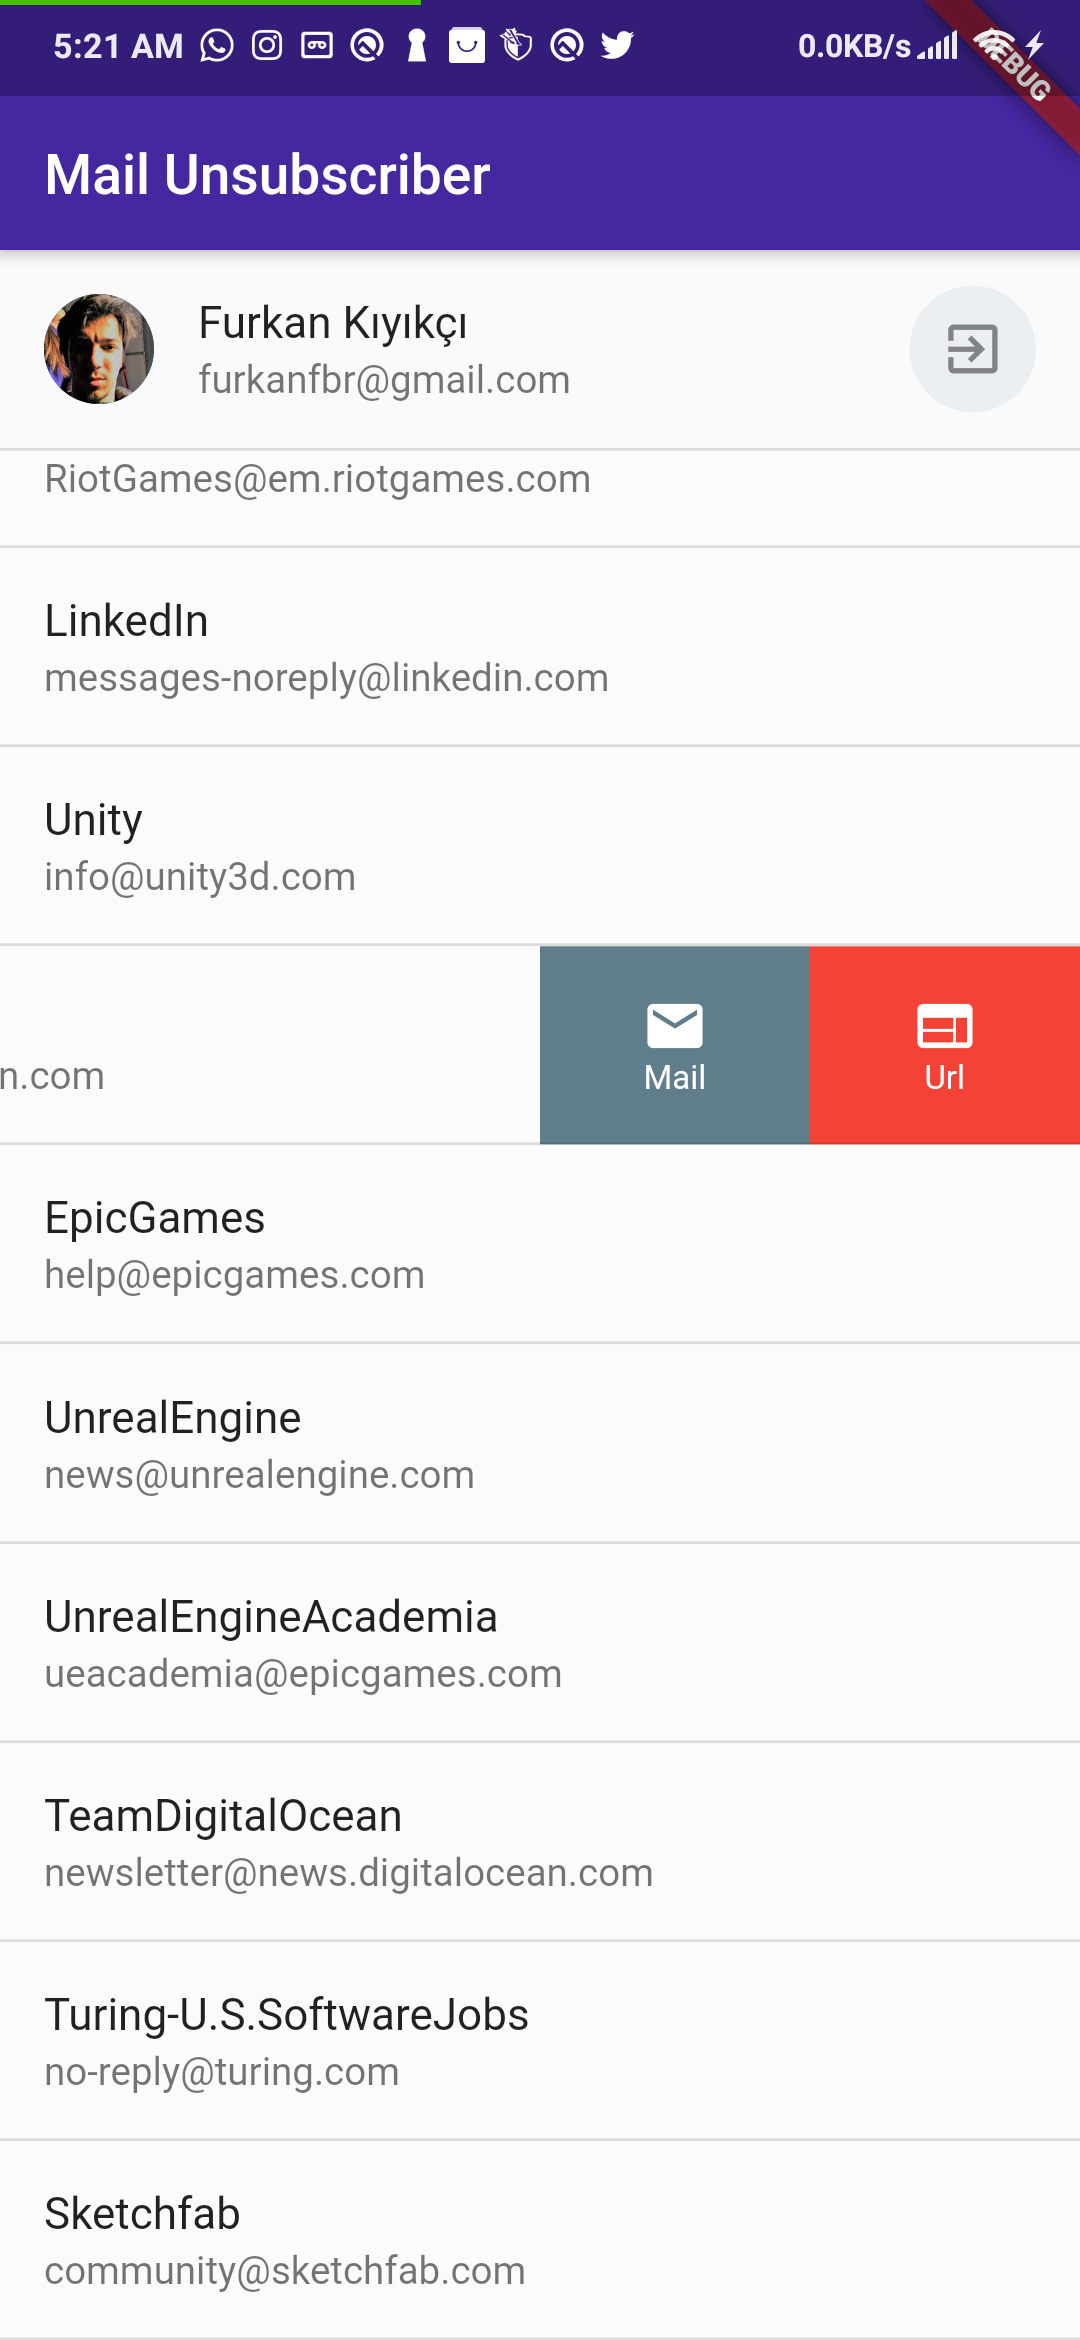 5:21 AM
0.0KB/s
DEBUG
Mail Unsubscriber
Furkan Kıyıkçı
furkanfbr@gmail.com
RiotGames@em.riotgames.com
LinkedIn
messages-noreply@linkedin.com
Unity
info@unity3d.com
n.com
Mail
Url
EpicGames
help@epicgames.com
UnrealEngine
news@unrealengine.com
UnrealEngineAcademia
ueacademia@epicgames.com
TeamDigitalOcean
newsletter@news.digitalocean.com
Turing-U.S.SoftwareJobs
no-reply@turing.com
Sketchfab
community@sketchfab.com